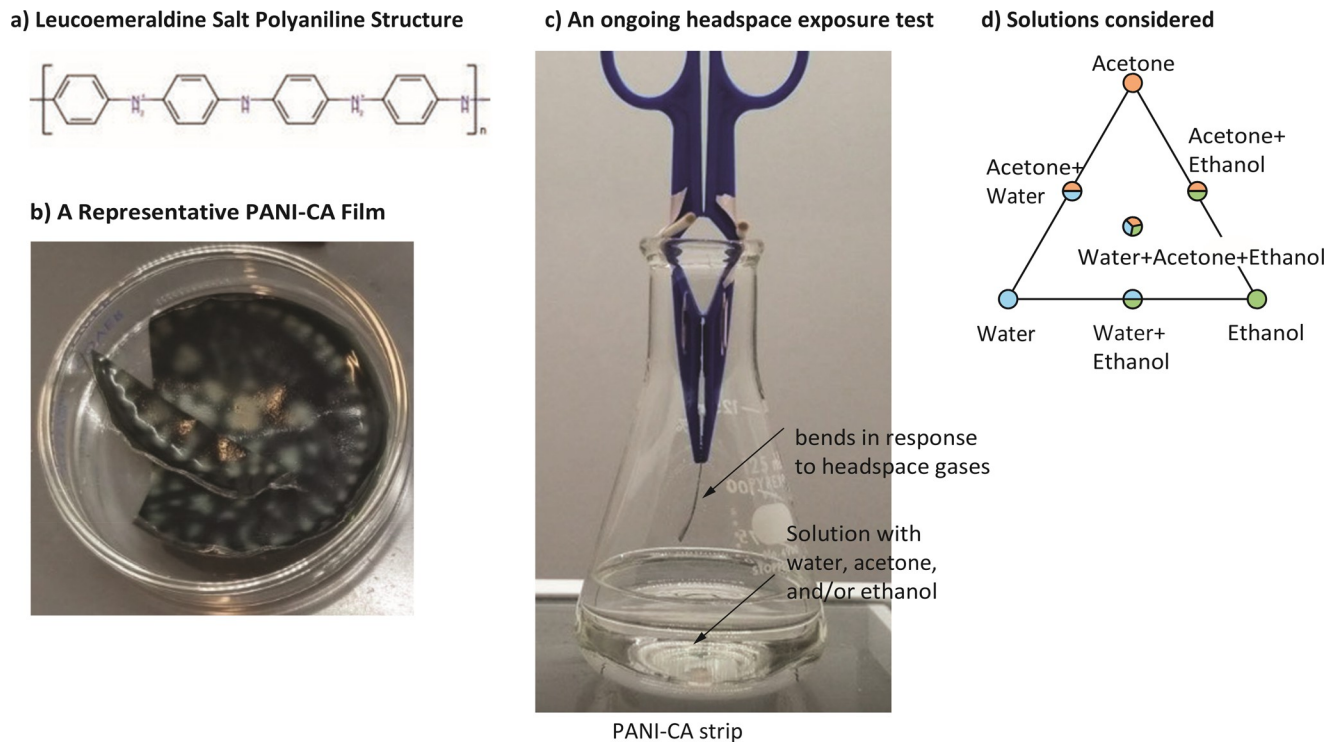 a) Leucoemeraldine Salt Polyaniline Structure
N⁺
H₂
N
H
N⁺
H₂
N
H
n
b) A Representative PANI-CA Film
c) An ongoing headspace exposure test
bends in response
to headspace gases
Solution with
water, acetone,
and/or ethanol
PANI-CA strip
d) Solutions considered
Acetone
Acetone+
Water
Acetone+
Ethanol
Water+Acetone+Ethanol
Water
Water+
Ethanol
Ethanol